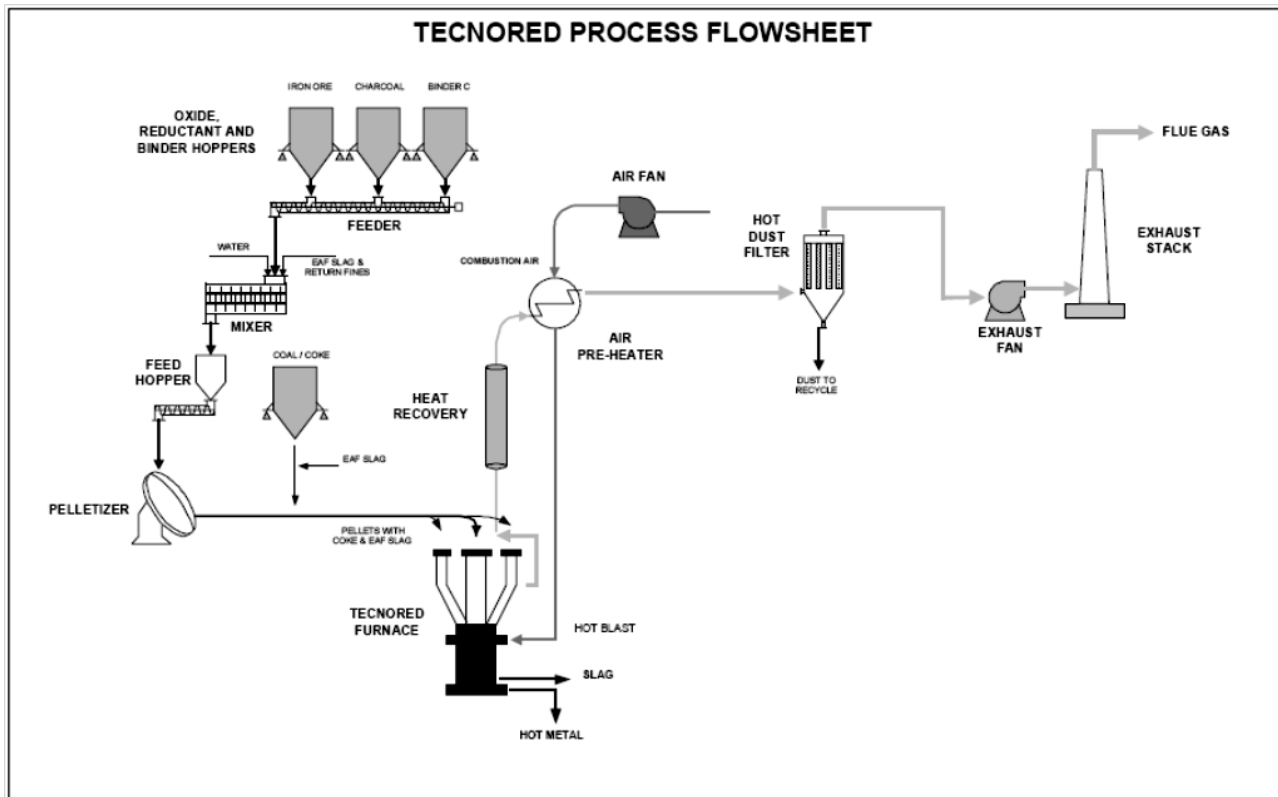 TECNORED PROCESS FLOWSHEET
IRON ORE
CHARCOAL
BINDER C
OXIDE,
REDUCTANT AND
BINDER HOPPERS
FEEDER
WATER
EAF SLAG &
RETURN FINES
MIXER
FEED
HOPPER
COAL / COKE
EAF SLAG
PELLETIZER
PELLETS WITH
COKE & EAF SLAG
TECNORED
FURNACE
HOT BLAST
SLAG
HOT METAL
HEAT
RECOVERY
AIR FAN
COMBUSTION AIR
AIR
PRE-HEATER
HOT
DUST
FILTER
DUST TO
RECYCLE
EXHAUST
FAN
FLUE GAS
EXHAUST
STACK